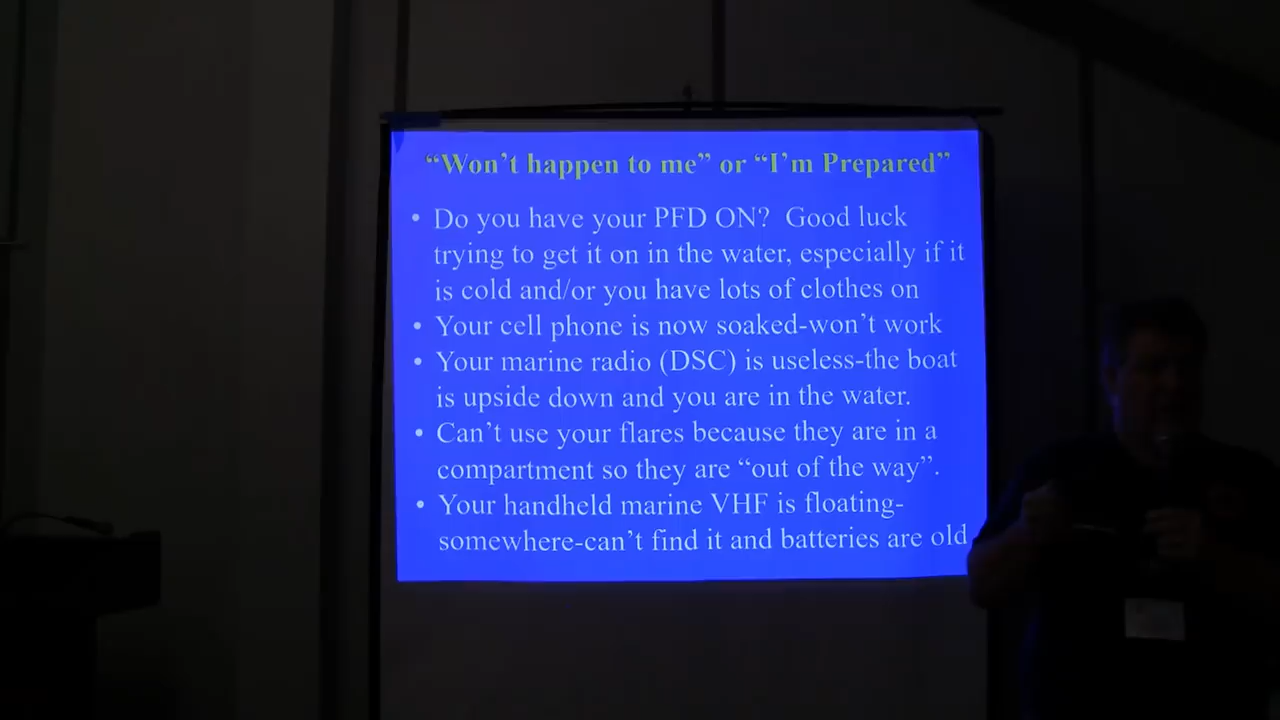 “Won’t happen to me” or “I’m Prepared”
• Do you have your PFD ON?  Good luck
trying to get it on in the water, especially if it
is cold and/or you have lots of clothes on
• Your cell phone is now soaked-won’t work
• Your marine radio (DSC) is useless-the boat
is upside down and you are in the water.
• Can’t use your flares because they are in a
compartment so they are “out of the way”.
• Your handheld marine VHF is floating-
somewhere-can’t find it and batteries are old